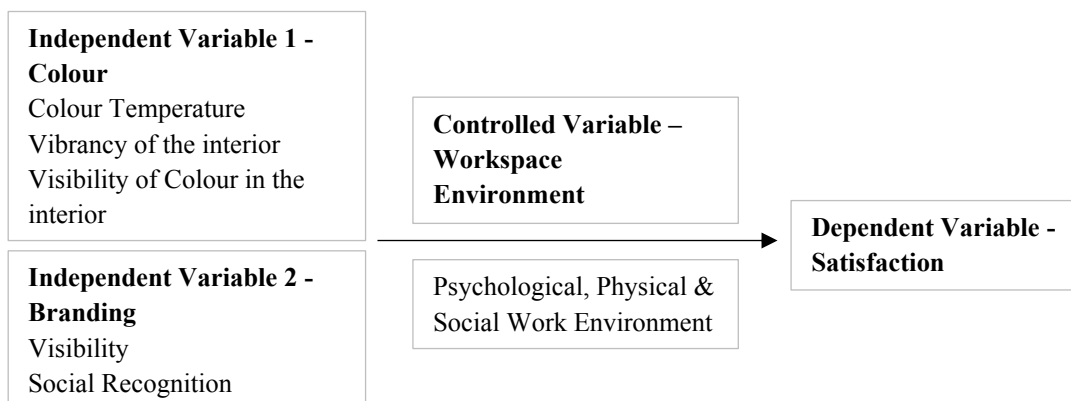 Independent Variable 1 -
Colour
Colour Temperature
Vibrancy of the interior
Visibility of Colour in the
interior
Independent Variable 2 -
Branding
Visibility
Social Recognition
Controlled Variable –
Workspace
Environment
Psychological, Physical &
Social Work Environment
Dependent Variable -
Satisfaction